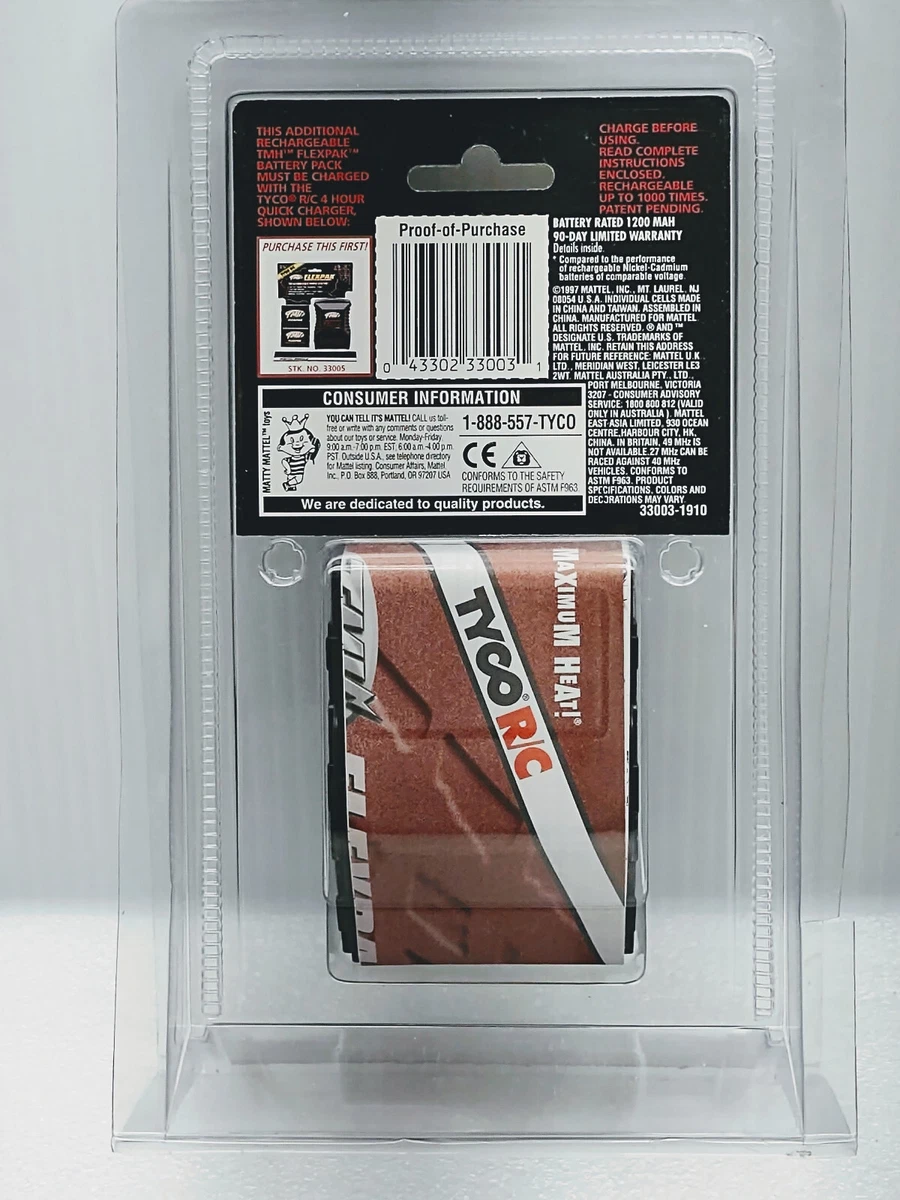 THIS ADDITIONAL
RECHARGEABLE
TMH™ FLEXPAK™
BATTERY PACK
MUST BE CHARGED
WITH THE
TYCO® R/C 4 HOUR
QUICK CHARGER,
SHOWN BELOW:
PURCHASE THIS FIRST!
FLEXPAK
STK. NO. 33005
Proof-of-Purchase
0 43302 33003 1
CHARGE BEFORE
USING.
READ COMPLETE
INSTRUCTIONS
ENCLOSED.
RECHARGEABLE
UP TO 1000 TIMES.
PATENT PENDING.
BATTERY RATED 1200 MAH
90-DAY LIMITED WARRANTY
Details inside.
* Compared to the performance
of rechargeable Nickel-Cadmium
batteries of comparable voltage.
©1997 MATTEL, INC., MT. LAUREL, NJ
08054 U.S.A. INDIVIDUAL CELLS MADE
IN CHINA AND TAIWAN. ASSEMBLED IN
CHINA. MANUFACTURED FOR MATTEL
ALL RIGHTS RESERVED. ® AND ™
DESIGNATE U.S. TRADEMARKS OF
MATTEL, INC. RETAIN THIS ADDRESS
FOR FUTURE REFERENCE: MATTEL U.K.
LTD., MERIDIAN WEST, LEICESTER LE3
2WT. MATTEL AUSTRALIA PTY., LTD.,
PORT MELBOURNE, VICTORIA
3207 - CONSUMER ADVISORY
SERVICE: 1800 800 812 (VALID
ONLY IN AUSTRALIA ). MATTEL
EAST ASIA LIMITED, 930 OCEAN
CENTRE, HARBOUR CITY, HK,
CHINA. IN BRITAIN, 49 MHz IS
NOT AVAILABLE.27 MHz CAN BE
RACED AGAINST 40 MHz
VEHICLES. CONFORMS TO
ASTM F963. PRODUCT
SPECIFICATIONS, COLORS AND
DECORATIONS MAY VARY.
33003-1910
CONSUMER INFORMATION
MATTY MATTEL™ toys
YOU CAN TELL IT'S MATTEL! CALL us toll-
free or write with any comments or questions
about our toys or service. Monday-Friday,
9:00 a.m.-7:00 p.m. EST, 6:00 a.m.-4:00 p.m.
PST. Outside U.S.A., see telephone directory
for Mattel listing. Consumer Affairs, Mattel,
Inc., P.O. Box 888, Portland, OR 97207 USA
1-888-557-TYCO
CE
CONFORMS TO THE SAFETY
REQUIREMENTS OF ASTM F963
We are dedicated to quality products.
MAXIMUM HEAT!®
TYCO® R/C